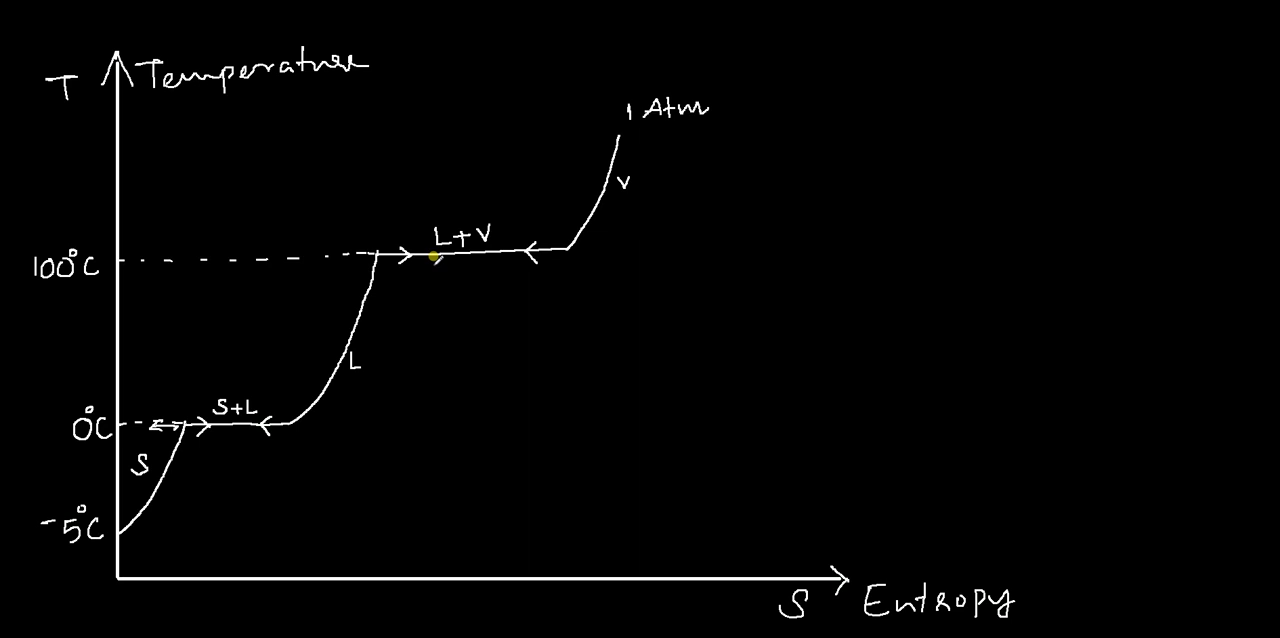 T Temperature
1 Atm
V
L+V
100°C
L
S+L
0°C
S
-5°C
S Entropy